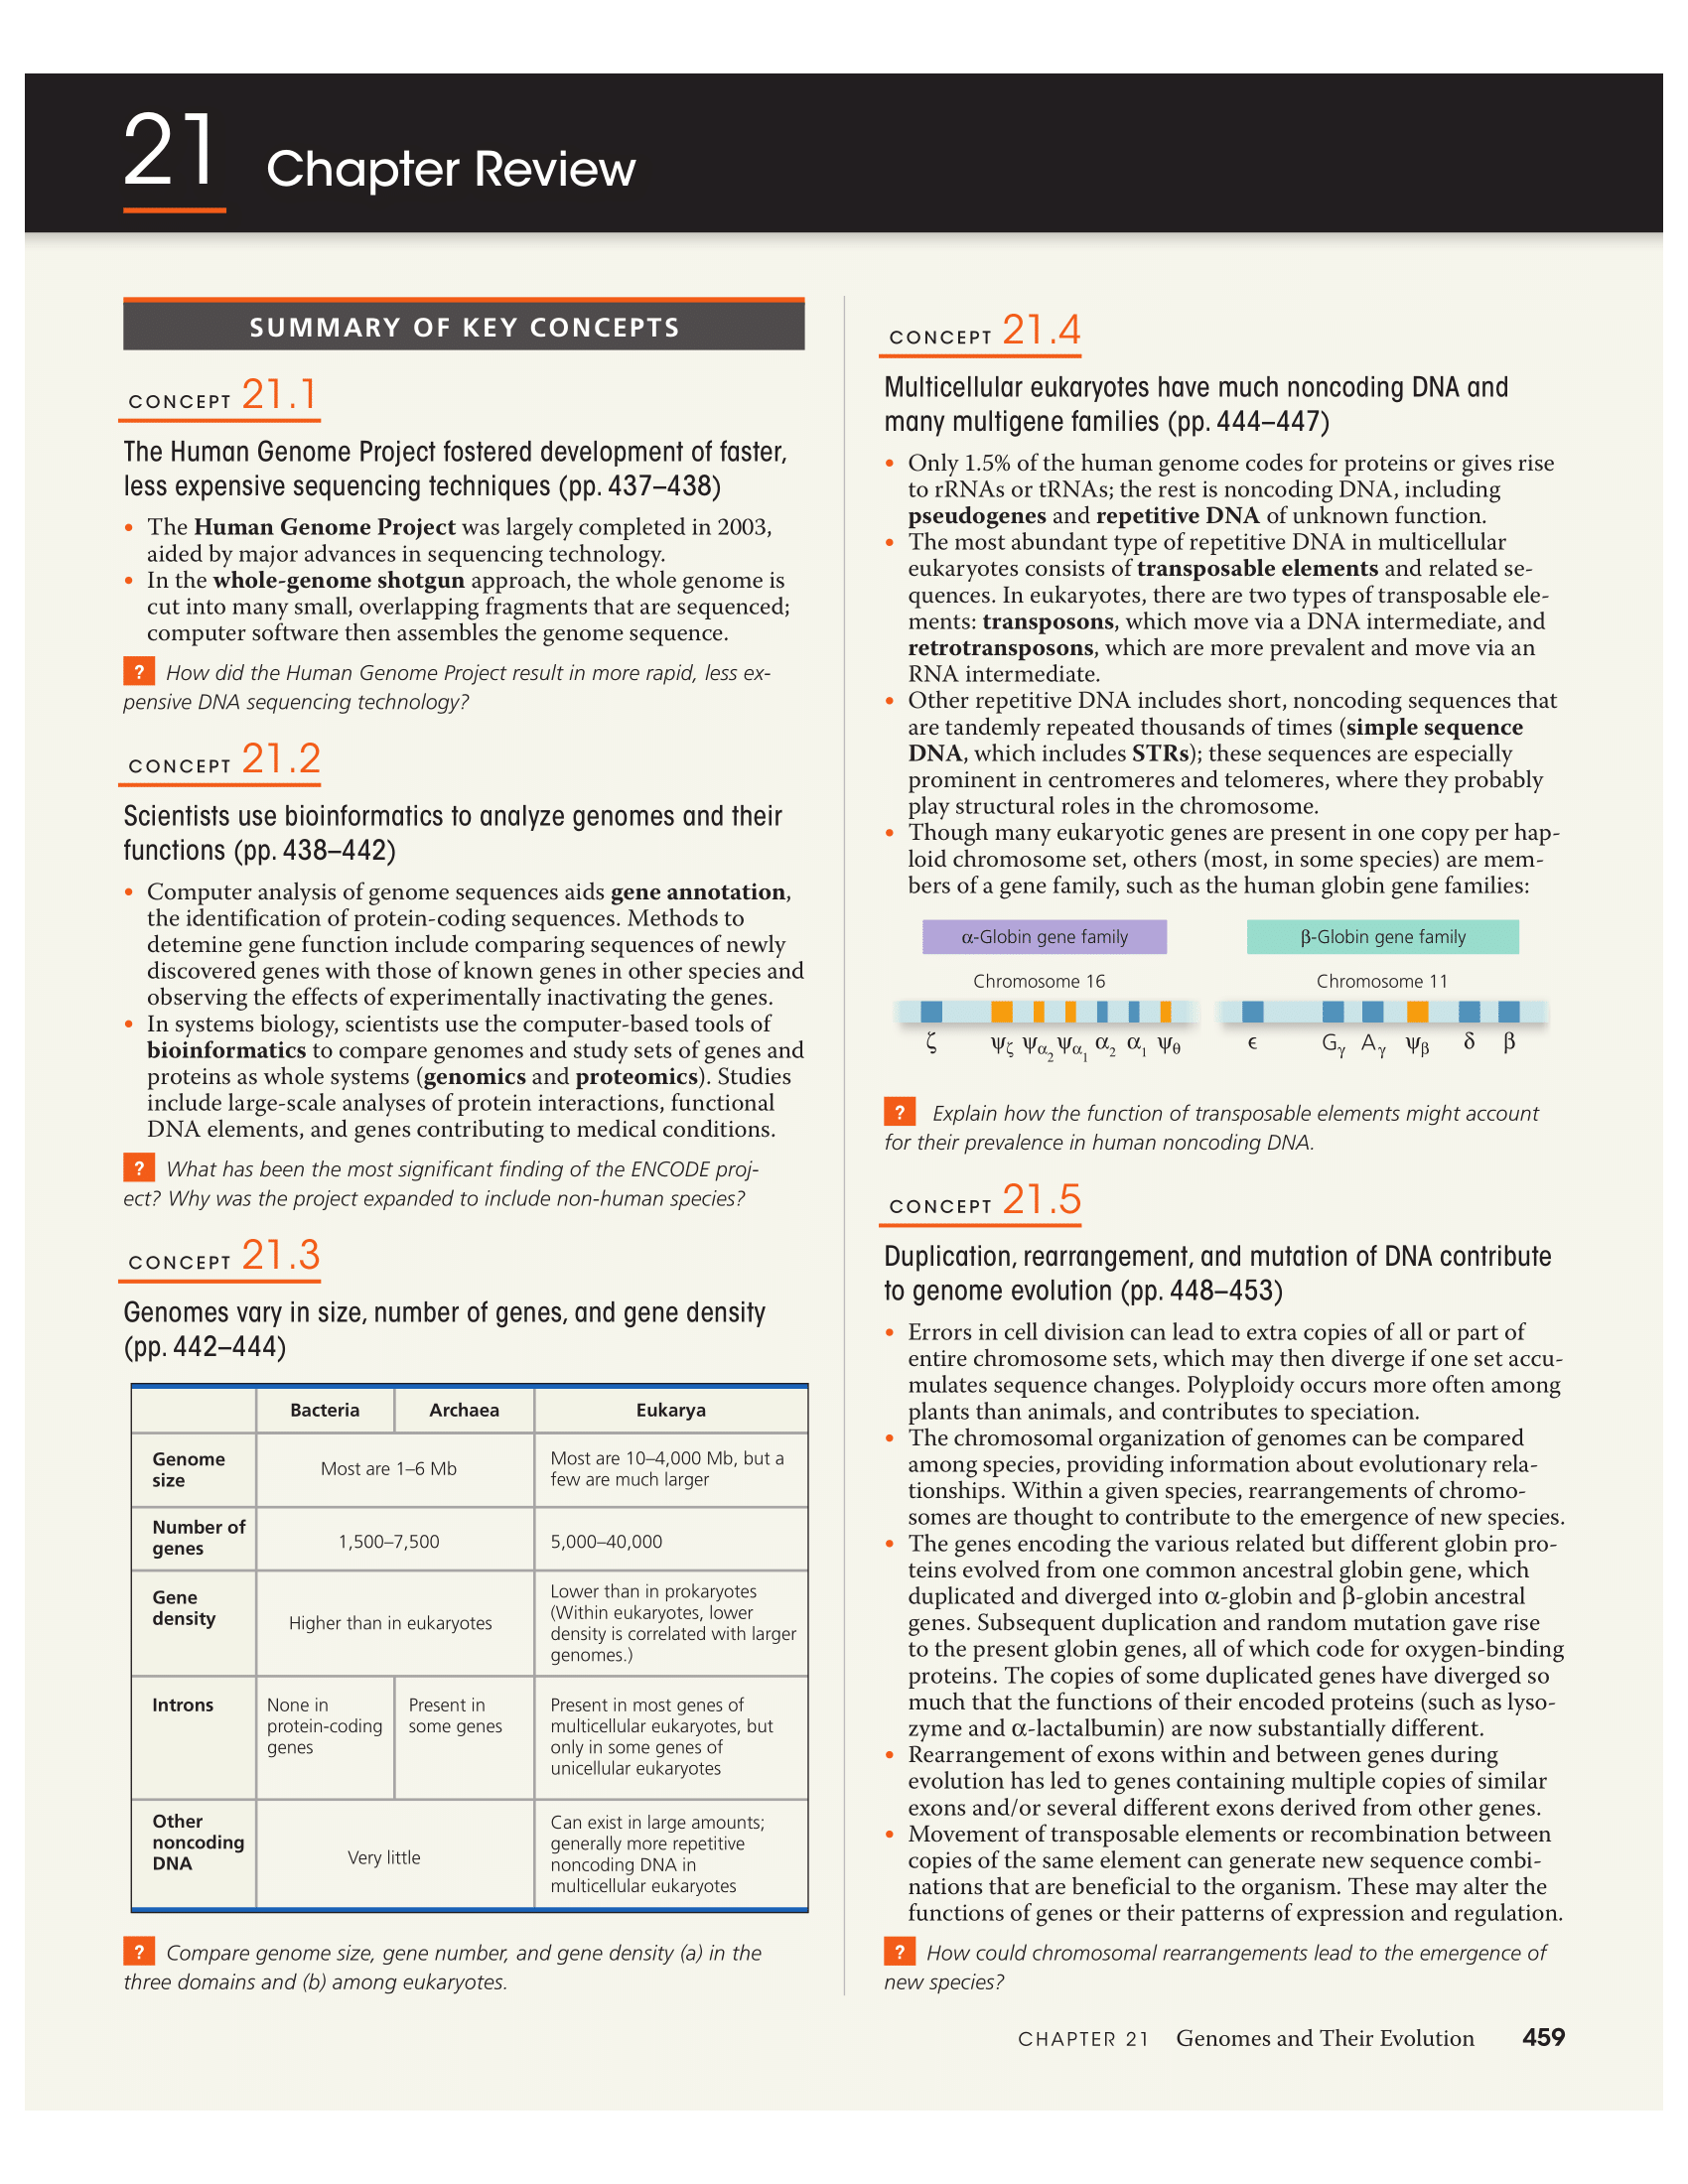 21 Chapter Review
SUMMARY OF KEY CONCEPTS
CONCEPT 21.1
The Human Genome Project fostered development of faster,
less expensive sequencing techniques (pp. 437–438)
• The Human Genome Project was largely completed in 2003,
aided by major advances in sequencing technology.
• In the whole-genome shotgun approach, the whole genome is
cut into many small, overlapping fragments that are sequenced;
computer software then assembles the genome sequence.
? How did the Human Genome Project result in more rapid, less ex-
pensive DNA sequencing technology?
CONCEPT 21.2
Scientists use bioinformatics to analyze genomes and their
functions (pp. 438–442)
• Computer analysis of genome sequences aids gene annotation,
the identification of protein-coding sequences. Methods to
detemine gene function include comparing sequences of newly
discovered genes with those of known genes in other species and
observing the effects of experimentally inactivating the genes.
• In systems biology, scientists use the computer-based tools of
bioinformatics to compare genomes and study sets of genes and
proteins as whole systems (genomics and proteomics). Studies
include large-scale analyses of protein interactions, functional
DNA elements, and genes contributing to medical conditions.
? What has been the most significant finding of the ENCODE proj-
ect? Why was the project expanded to include non-human species?
CONCEPT 21.3
Genomes vary in size, number of genes, and gene density
(pp. 442–444)
Bacteria Archaea Eukarya
Genome
size
Most are 1–6 Mb
Most are 10–4,000 Mb, but a
few are much larger
Number of
genes
1,500–7,500
5,000–40,000
Gene
density
Higher than in eukaryotes
Lower than in prokaryotes
(Within eukaryotes, lower
density is correlated with larger
genomes.)
Introns
None in
protein-coding
genes
Present in
some genes
Present in most genes of
multicellular eukaryotes, but
only in some genes of
unicellular eukaryotes
Other
noncoding
DNA
Very little
Can exist in large amounts;
generally more repetitive
noncoding DNA in
multicellular eukaryotes
? Compare genome size, gene number, and gene density (a) in the
three domains and (b) among eukaryotes.
CONCEPT 21.4
Multicellular eukaryotes have much noncoding DNA and
many multigene families (pp. 444–447)
• Only 1.5% of the human genome codes for proteins or gives rise
to rRNAs or tRNAs; the rest is noncoding DNA, including
pseudogenes and repetitive DNA of unknown function.
• The most abundant type of repetitive DNA in multicellular
eukaryotes consists of transposable elements and related se-
quences. In eukaryotes, there are two types of transposable ele-
ments: transposons, which move via a DNA intermediate, and
retrotransposons, which are more prevalent and move via an
RNA intermediate.
• Other repetitive DNA includes short, noncoding sequences that
are tandemly repeated thousands of times (simple sequence
DNA, which includes STRs); these sequences are especially
prominent in centromeres and telomeres, where they probably
play structural roles in the chromosome.
• Though many eukaryotic genes are present in one copy per hap-
loid chromosome set, others (most, in some species) are mem-
bers of a gene family, such as the human globin gene families:
α-Globin gene family β-Globin gene family
Chromosome 16 Chromosome 11
ζ ψζ ψα2 ψα1 α2 α1 ψθ ϵ Gγ Aγ ψβ δ β
? Explain how the function of transposable elements might account
for their prevalence in human noncoding DNA.
CONCEPT 21.5
Duplication, rearrangement, and mutation of DNA contribute
to genome evolution (pp. 448–453)
• Errors in cell division can lead to extra copies of all or part of
entire chromosome sets, which may then diverge if one set accu-
mulates sequence changes. Polyploidy occurs more often among
plants than animals, and contributes to speciation.
• The chromosomal organization of genomes can be compared
among species, providing information about evolutionary rela-
tionships. Within a given species, rearrangements of chromo-
somes are thought to contribute to the emergence of new species.
• The genes encoding the various related but different globin pro-
teins evolved from one common ancestral globin gene, which
duplicated and diverged into α-globin and β-globin ancestral
genes. Subsequent duplication and random mutation gave rise
to the present globin genes, all of which code for oxygen-binding
proteins. The copies of some duplicated genes have diverged so
much that the functions of their encoded proteins (such as lyso-
zyme and α-lactalbumin) are now substantially different.
• Rearrangement of exons within and between genes during
evolution has led to genes containing multiple copies of similar
exons and/or several different exons derived from other genes.
• Movement of transposable elements or recombination between
copies of the same element can generate new sequence combi-
nations that are beneficial to the organism. These may alter the
functions of genes or their patterns of expression and regulation.
? How could chromosomal rearrangements lead to the emergence of
new species?
CHAPTER 21 Genomes and Their Evolution 459